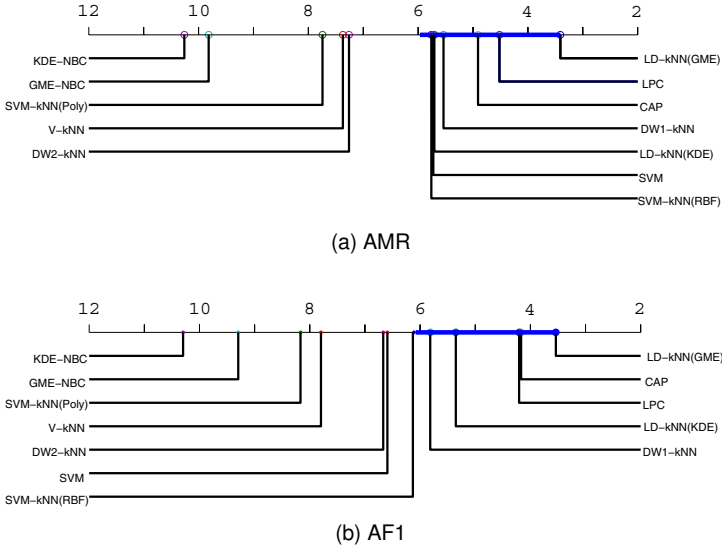 12 10 8 6 4 2
KDE−NBC LD−kNN(GME)
GME−NBC LPC
SVM−kNN(Poly) CAP
V−kNN DW1−kNN
DW2−kNN LD−kNN(KDE)
SVM
SVM−kNN(RBF)
(a) AMR
12 10 8 6 4 2
KDE−NBC LD−kNN(GME)
GME−NBC CAP
SVM−kNN(Poly) LPC
V−kNN LD−kNN(KDE)
DW2−kNN DW1−kNN
SVM
SVM−kNN(RBF)
(b) AF1